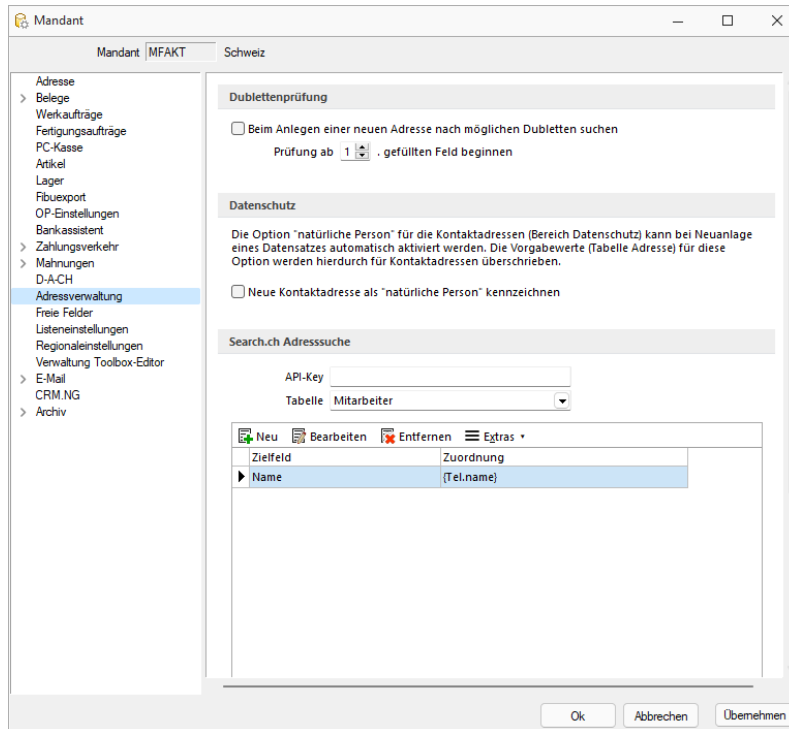 Mandant
Mandant MFAKT Schweiz
Adresse
Belege
Werkaufträge
Fertigungsaufträge
PC-Kasse
Artikel
Lager
Fibuexport
OP-Einstellungen
Bankassistent
Zahlungsverkehr
Mahnungen
D-A-CH
Adressverwaltung
Freie Felder
Listeneinstellungen
Regionaleinstellungen
Verwaltung Toolbox-Editor
E-Mail
CRM.NG
Archiv
Dublettenprüfung
Beim Anlegen einer neuen Adresse nach möglichen Dubletten suchen
Prüfung ab 1 . gefüllten Feld beginnen
Datenschutz
Die Option "natürliche Person" für die Kontaktadressen (Bereich Datenschutz) kann bei Neuanlage
eines Datensatzes automatisch aktiviert werden. Die Vorgabewerte (Tabelle Adresse) für diese
Option werden hierdurch für Kontaktadressen überschrieben.
Neue Kontaktadresse als "natürliche Person" kennzeichnen
Search.ch Adresssuche
API-Key
Tabelle Mitarbeiter
Neu Bearbeiten Entfernen Extras
Zielfeld Zuordnung
Name {Tel.name}
Ok Abbrechen Übernehmen